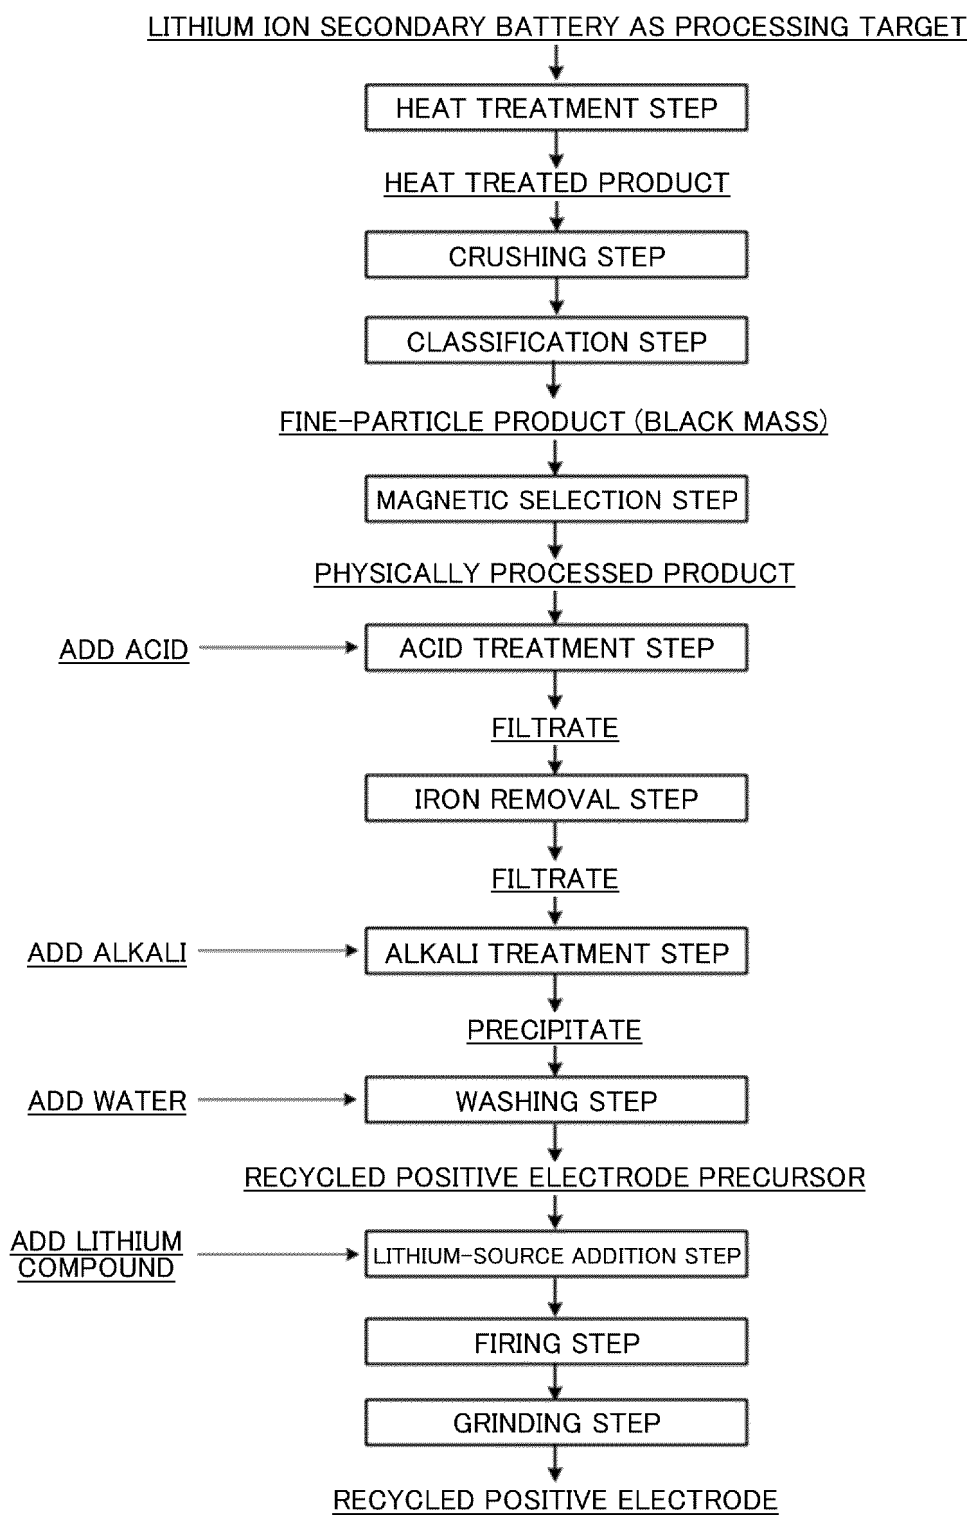 LITHIUM ION SECONDARY BATTERY AS PROCESSING TARGET
HEAT TREATMENT STEP
HEAT TREATED PRODUCT
CRUSHING STEP
CLASSIFICATION STEP
FINE-PARTICLE PRODUCT (BLACK MASS)
MAGNETIC SELECTION STEP
PHYSICALLY PROCESSED PRODUCT
ADD ACID
ACID TREATMENT STEP
FILTRATE
IRON REMOVAL STEP
FILTRATE
ADD ALKALI
ALKALI TREATMENT STEP
PRECIPITATE
ADD WATER
WASHING STEP
RECYCLED POSITIVE ELECTRODE PRECURSOR
ADD LITHIUM
COMPOUND
LITHIUM-SOURCE ADDITION STEP
FIRING STEP
GRINDING STEP
RECYCLED POSITIVE ELECTRODE